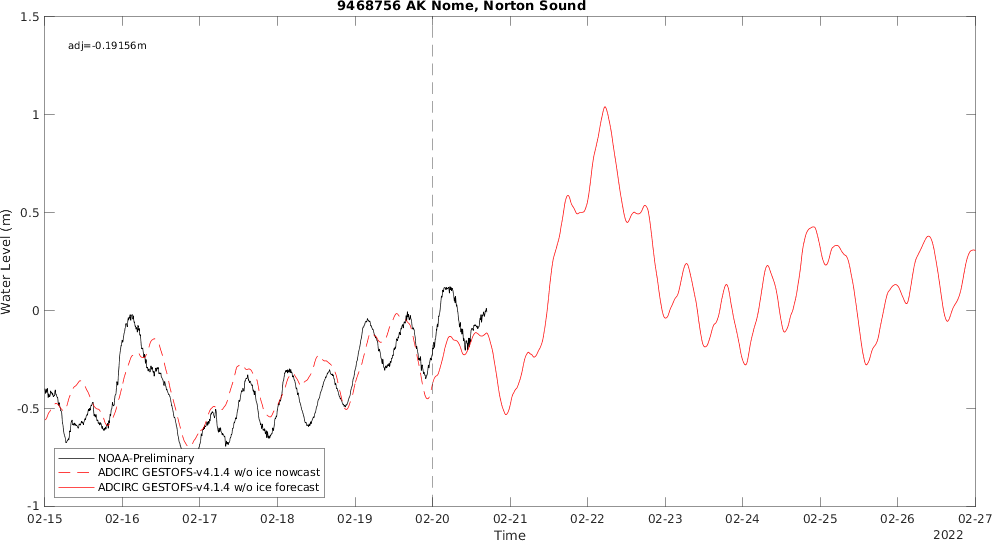 9468756 AK Nome, Norton Sound
adj=-0.19156m
1.5
1
0.5
0
-0.5
-1
Water Level (m)
NOAA-Preliminary
ADCIRC GESTOFS-v4.1.4 w/o ice nowcast
ADCIRC GESTOFS-v4.1.4 w/o ice forecast
02-15 02-16 02-17 02-18 02-19 02-20 02-21 02-22 02-23 02-24 02-25 02-26 02-27
Time
2022